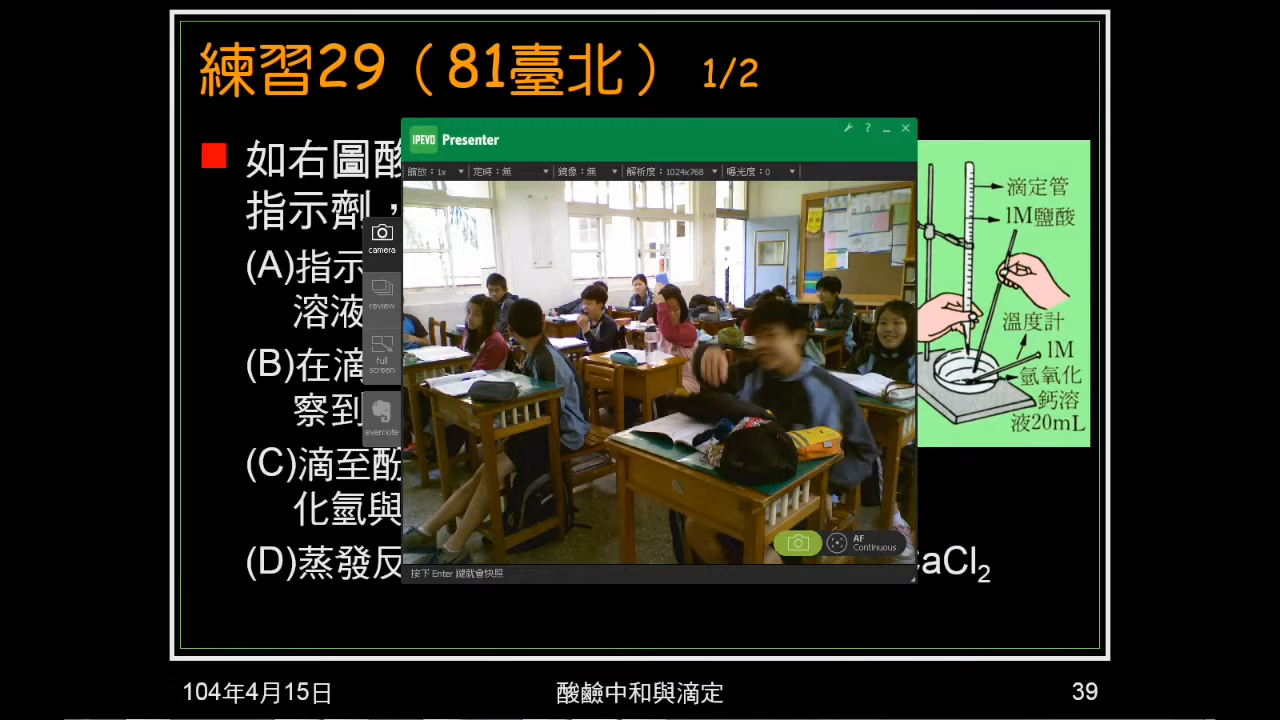 練習29（81臺北） 1/2
如右圖酸
指示劑，
(A)指示
溶液
(B)在滴
察到
(C)滴至酚
化氫與
(D)蒸發反
CaCl2
IPEVO Presenter
縮放：1x 定時：無 鏡像：無 解析度：1024x768 曝光度：0
camera
review
full
screen
evernote
AF
Continuous
按下 Enter 鍵就會快照
滴定管
1M鹽酸
溫度計
1M
氫氧化
鈣溶
液20mL
104年4月15日
酸鹼中和與滴定
39